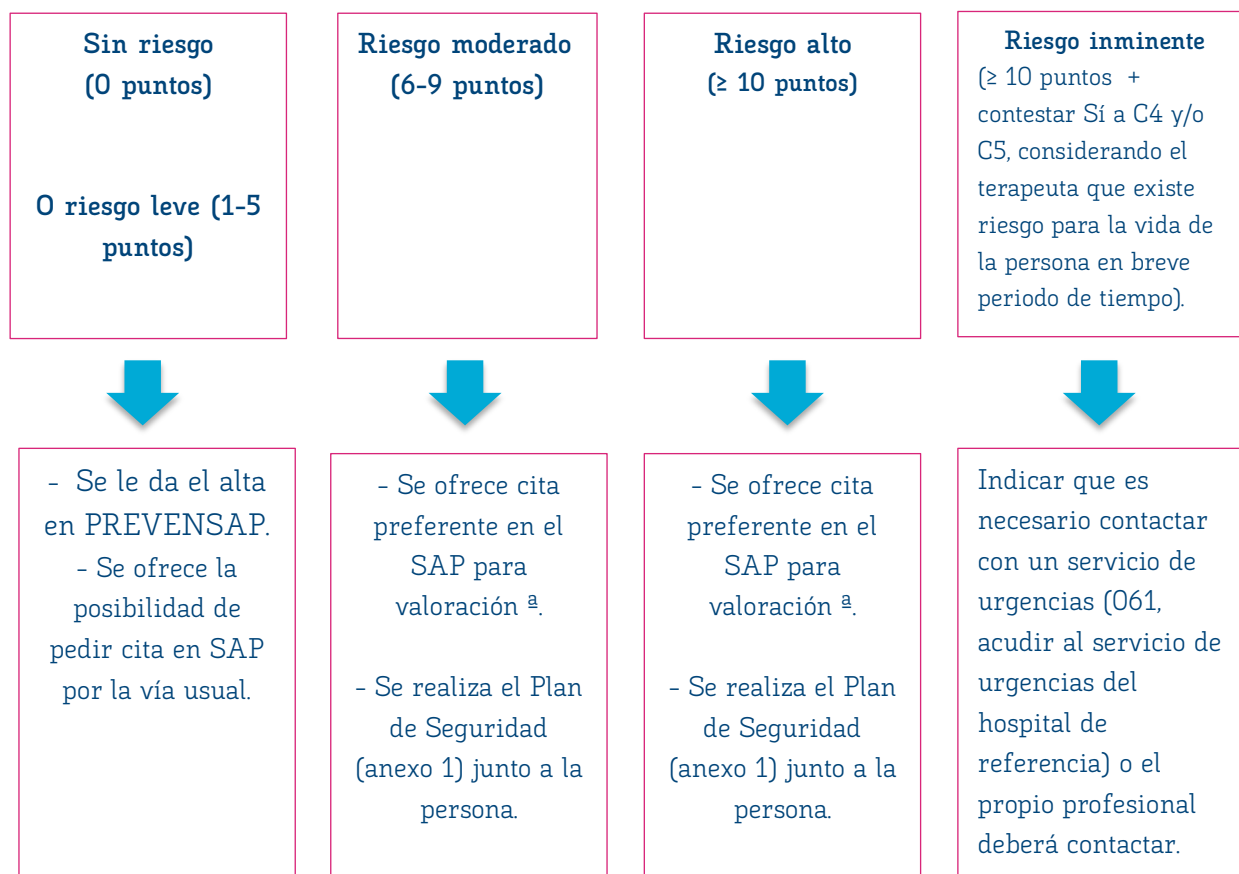 Sin riesgo
(0 puntos)
O riesgo leve (1-5
puntos)
Riesgo moderado
(6-9 puntos)
Riesgo alto
(≥ 10 puntos)
Riesgo inminente
(≥ 10 puntos +
contestar Sí a C4 y/o
C5, considerando el
terapeuta que existe
riesgo para la vida de
la persona en breve
periodo de tiempo).
- Se le da el alta
en PREVENSAP.
- Se ofrece la
posibilidad de
pedir cita en SAP
por la vía usual.
- Se ofrece cita
preferente en el
SAP para
valoración ª.
- Se realiza el Plan
de Seguridad
(anexo 1) junto a la
persona.
- Se ofrece cita
preferente en el
SAP para
valoración ª.
- Se realiza el Plan
de Seguridad
(anexo 1) junto a la
persona.
Indicar que es
necesario contactar
con un servicio de
urgencias (061,
acudir al servicio de
urgencias del
hospital de
referencia) o el
propio profesional
deberá contactar.